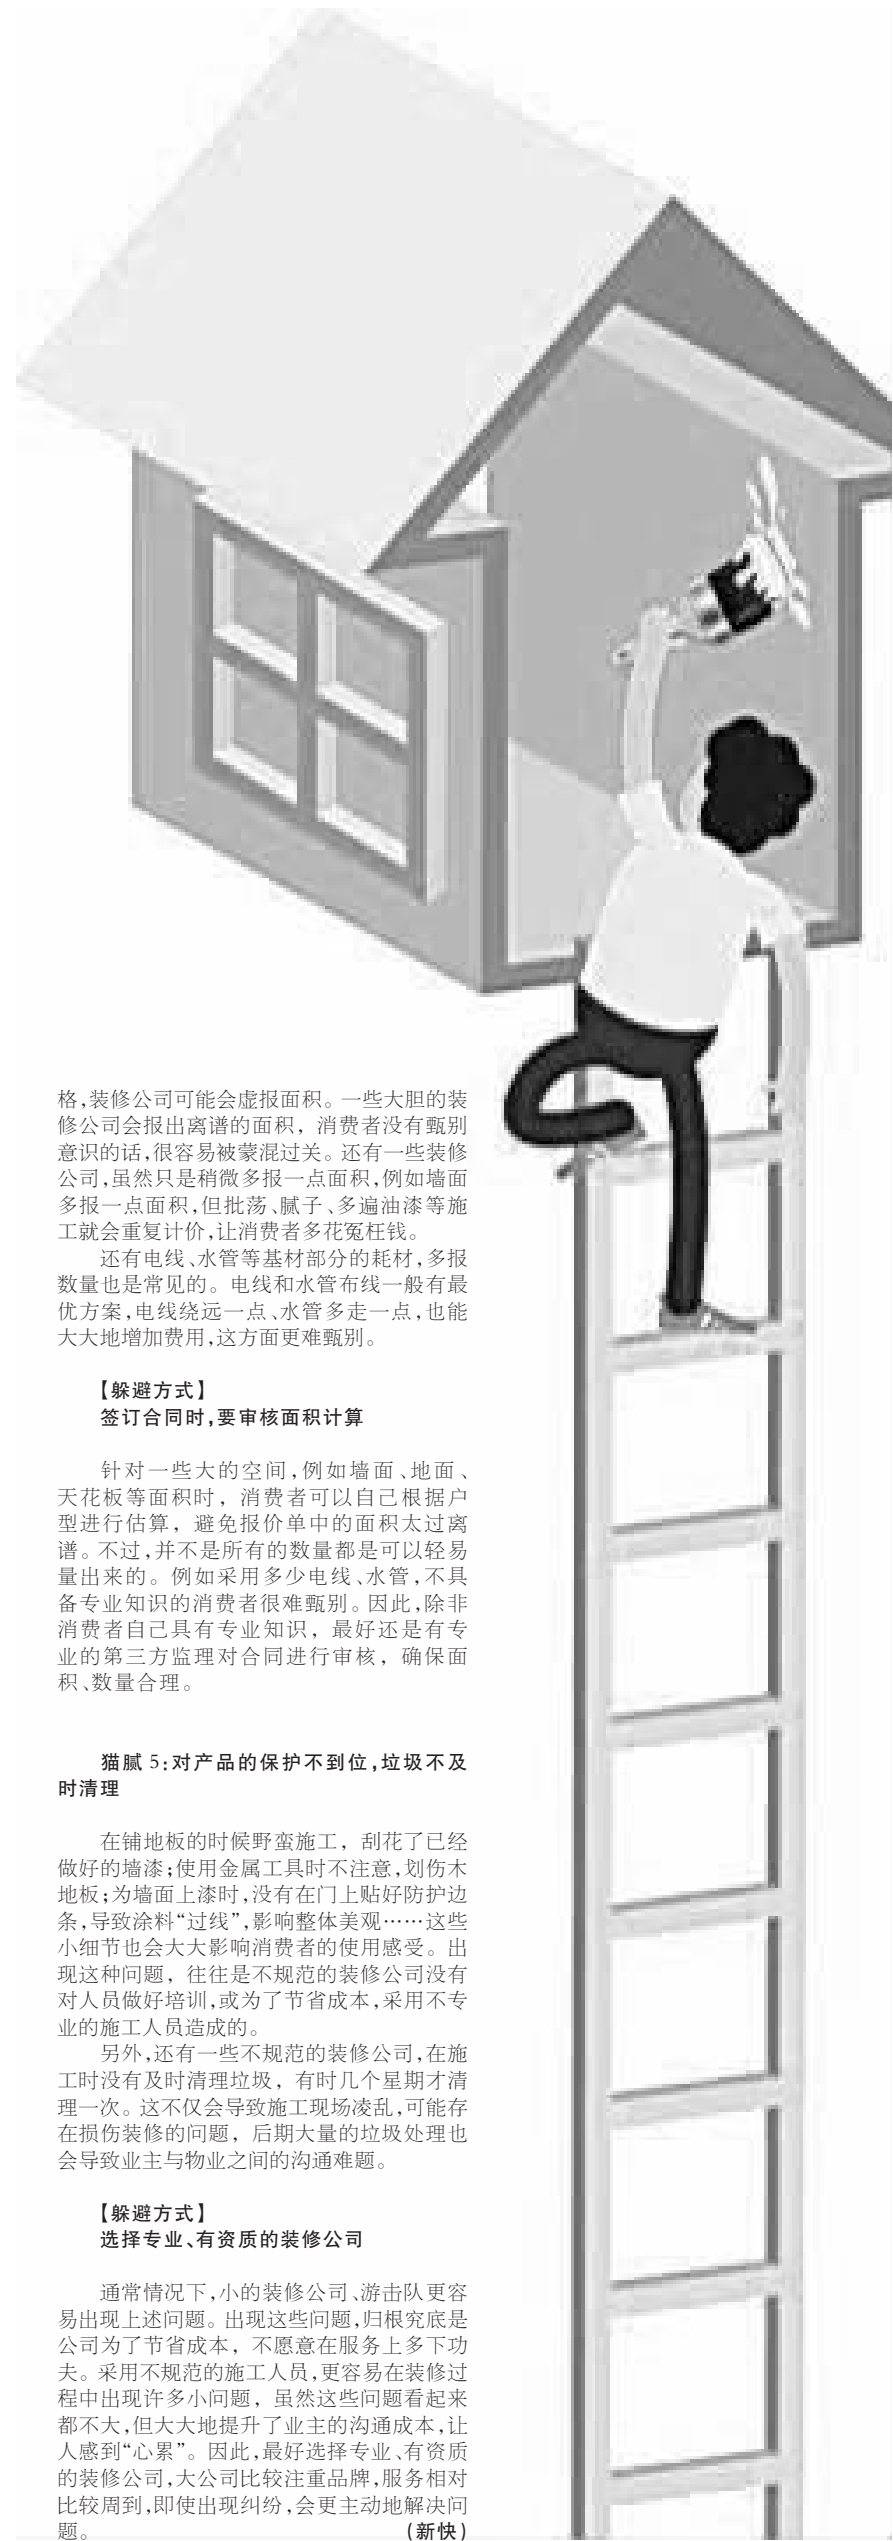 格,装修公司可能会虚报面积。一些大胆的装
修公司会报出离谱的面积，消费者没有甄别
意识的话,很容易被蒙混过关。还有一些装修
公司,虽然只是稍微多报一点面积,例如墙面
多报一点面积,但批荡、腻子、多遍油漆等施
工就会重复计价,让消费者多花冤枉钱。
还有电线、水管等基材部分的耗材,多报
数量也是常见的。电线和水管布线一般有最
优方案,电线绕远一点、水管多走一点,也能
大大地增加费用,这方面更难甄别。
【躲避方式】
签订合同时,要审核面积计算
针对一些大的空间,例如墙面、地面、
天花板等面积时，消费者可以自己根据户
型进行估算，避免报价单中的面积太过离
谱。不过,并不是所有的数量都是可以轻易
量出来的。例如采用多少电线、水管,不具
备专业知识的消费者很难甄别。因此,除非
消费者自己具有专业知识，最好还是有专
业的第三方监理对合同进行审核，确保面
积、数量合理。
猫腻 5:对产品的保护不到位,垃圾不及
时清理
在铺地板的时候野蛮施工，刮花了已经
做好的墙漆;使用金属工具时不注意,划伤木
地板;为墙面上漆时,没有在门上贴好防护边
条,导致涂料“过线”,影响整体美观……这些
小细节也会大大影响消费者的使用感受。出
现这种问题，往往是不规范的装修公司没有
对人员做好培训,或为了节省成本,采用不专
业的施工人员造成的。
另外,还有一些不规范的装修公司,在施
工时没有及时清理垃圾，有时几个星期才清
理一次。这不仅会导致施工现场凌乱,可能存
在损伤装修的问题，后期大量的垃圾处理也
会导致业主与物业之间的沟通难题。
【躲避方式】
选择专业、有资质的装修公司
通常情况下,小的装修公司、游击队更容
易出现上述问题。出现这些问题,归根究底是
公司为了节省成本，不愿意在服务上多下功
夫。采用不规范的施工人员,更容易在装修过
程中出现许多小问题，虽然这些问题看起来
都不大,但大大地提升了业主的沟通成本,让
人感到“心累”。因此,最好选择专业、有资质
的装修公司,大公司比较注重品牌,服务相对
比较周到,即使出现纠纷,会更主动地解决问
题。 (新快)